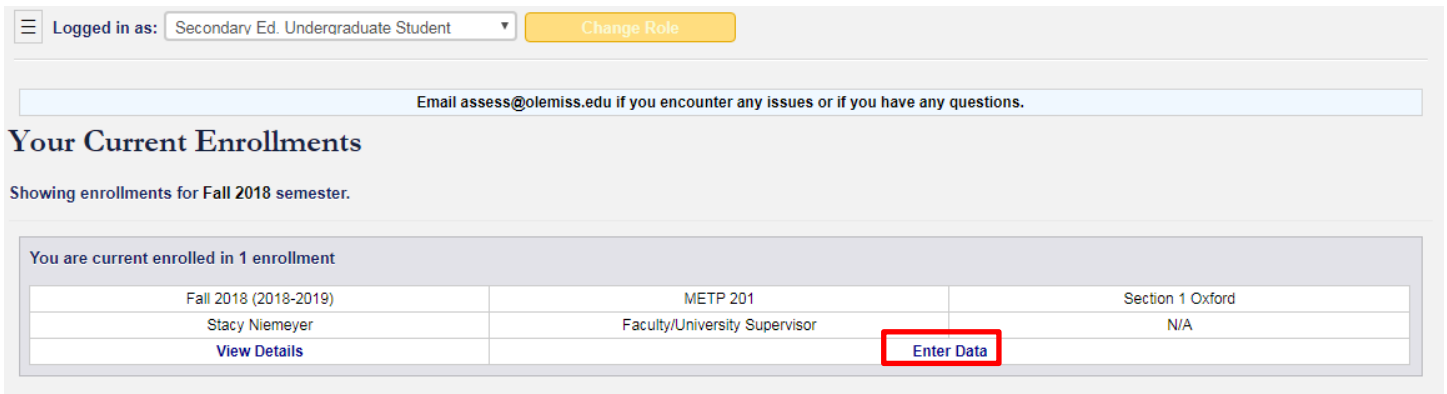 ☰ Logged in as: Secondary Ed. Undergraduate Student ▼ Change Role
Email assess@olemiss.edu if you encounter any issues or if you have any questions.
Your Current Enrollments
Showing enrollments for Fall 2018 semester.
You are current enrolled in 1 enrollment
Fall 2018 (2018-2019) METP 201 Section 1 Oxford
Stacy Niemeyer Faculty/University Supervisor N/A
View Details Enter Data